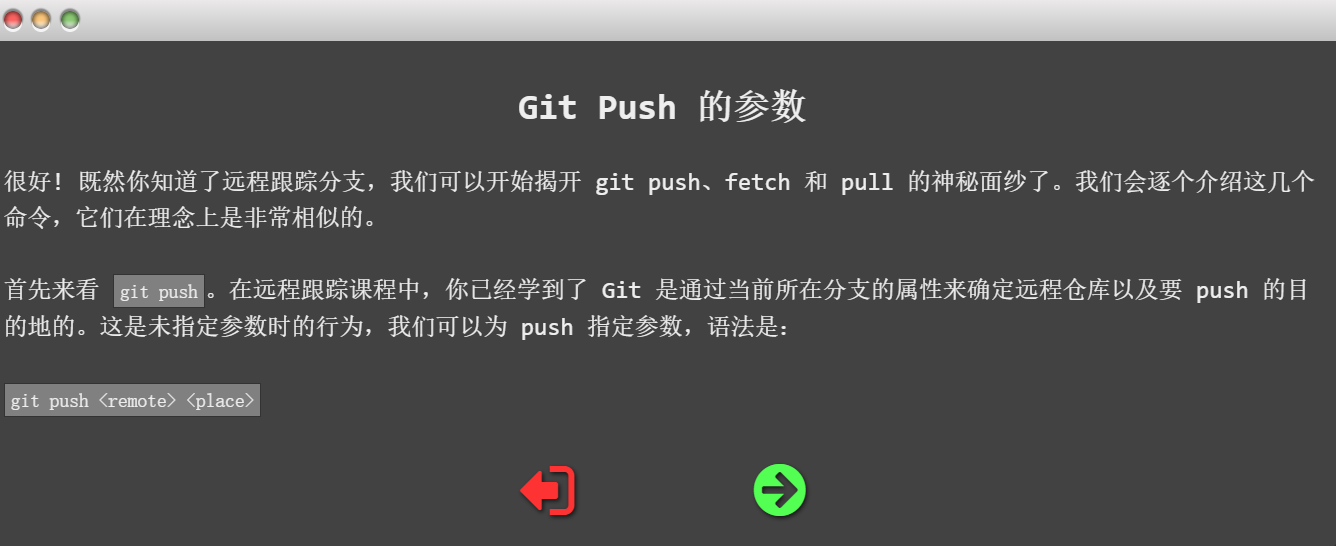 Git Push 的参数
很好! 既然你知道了远程跟踪分支，我们可以开始揭开 git push、fetch 和 pull 的神秘面纱了。我们会逐个介绍这几个
命令，它们在理念上是非常相似的。
首先来看 git push。在远程跟踪课程中，你已经学到了 Git 是通过当前所在分支的属性来确定远程仓库以及要 push 的目
的地的。这是未指定参数时的行为，我们可以为 push 指定参数，语法是：
git push <remote> <place>